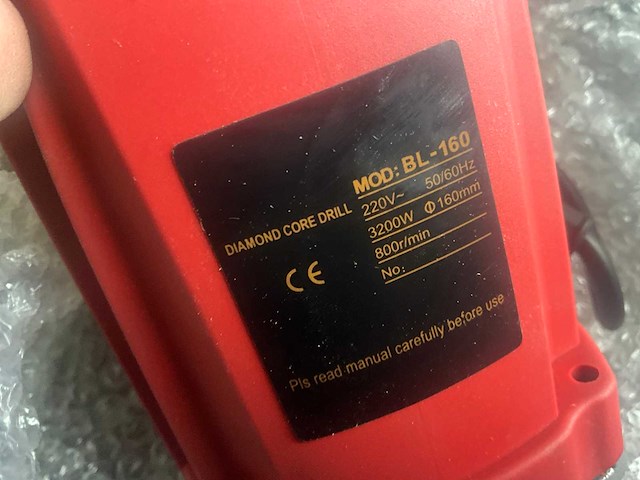 DIAMOND CORE DRILL
CE
MOD: BL-160
220V~ 50/60Hz
3200W Φ160mm
800r/min
No:
Pls read manual carefully before use